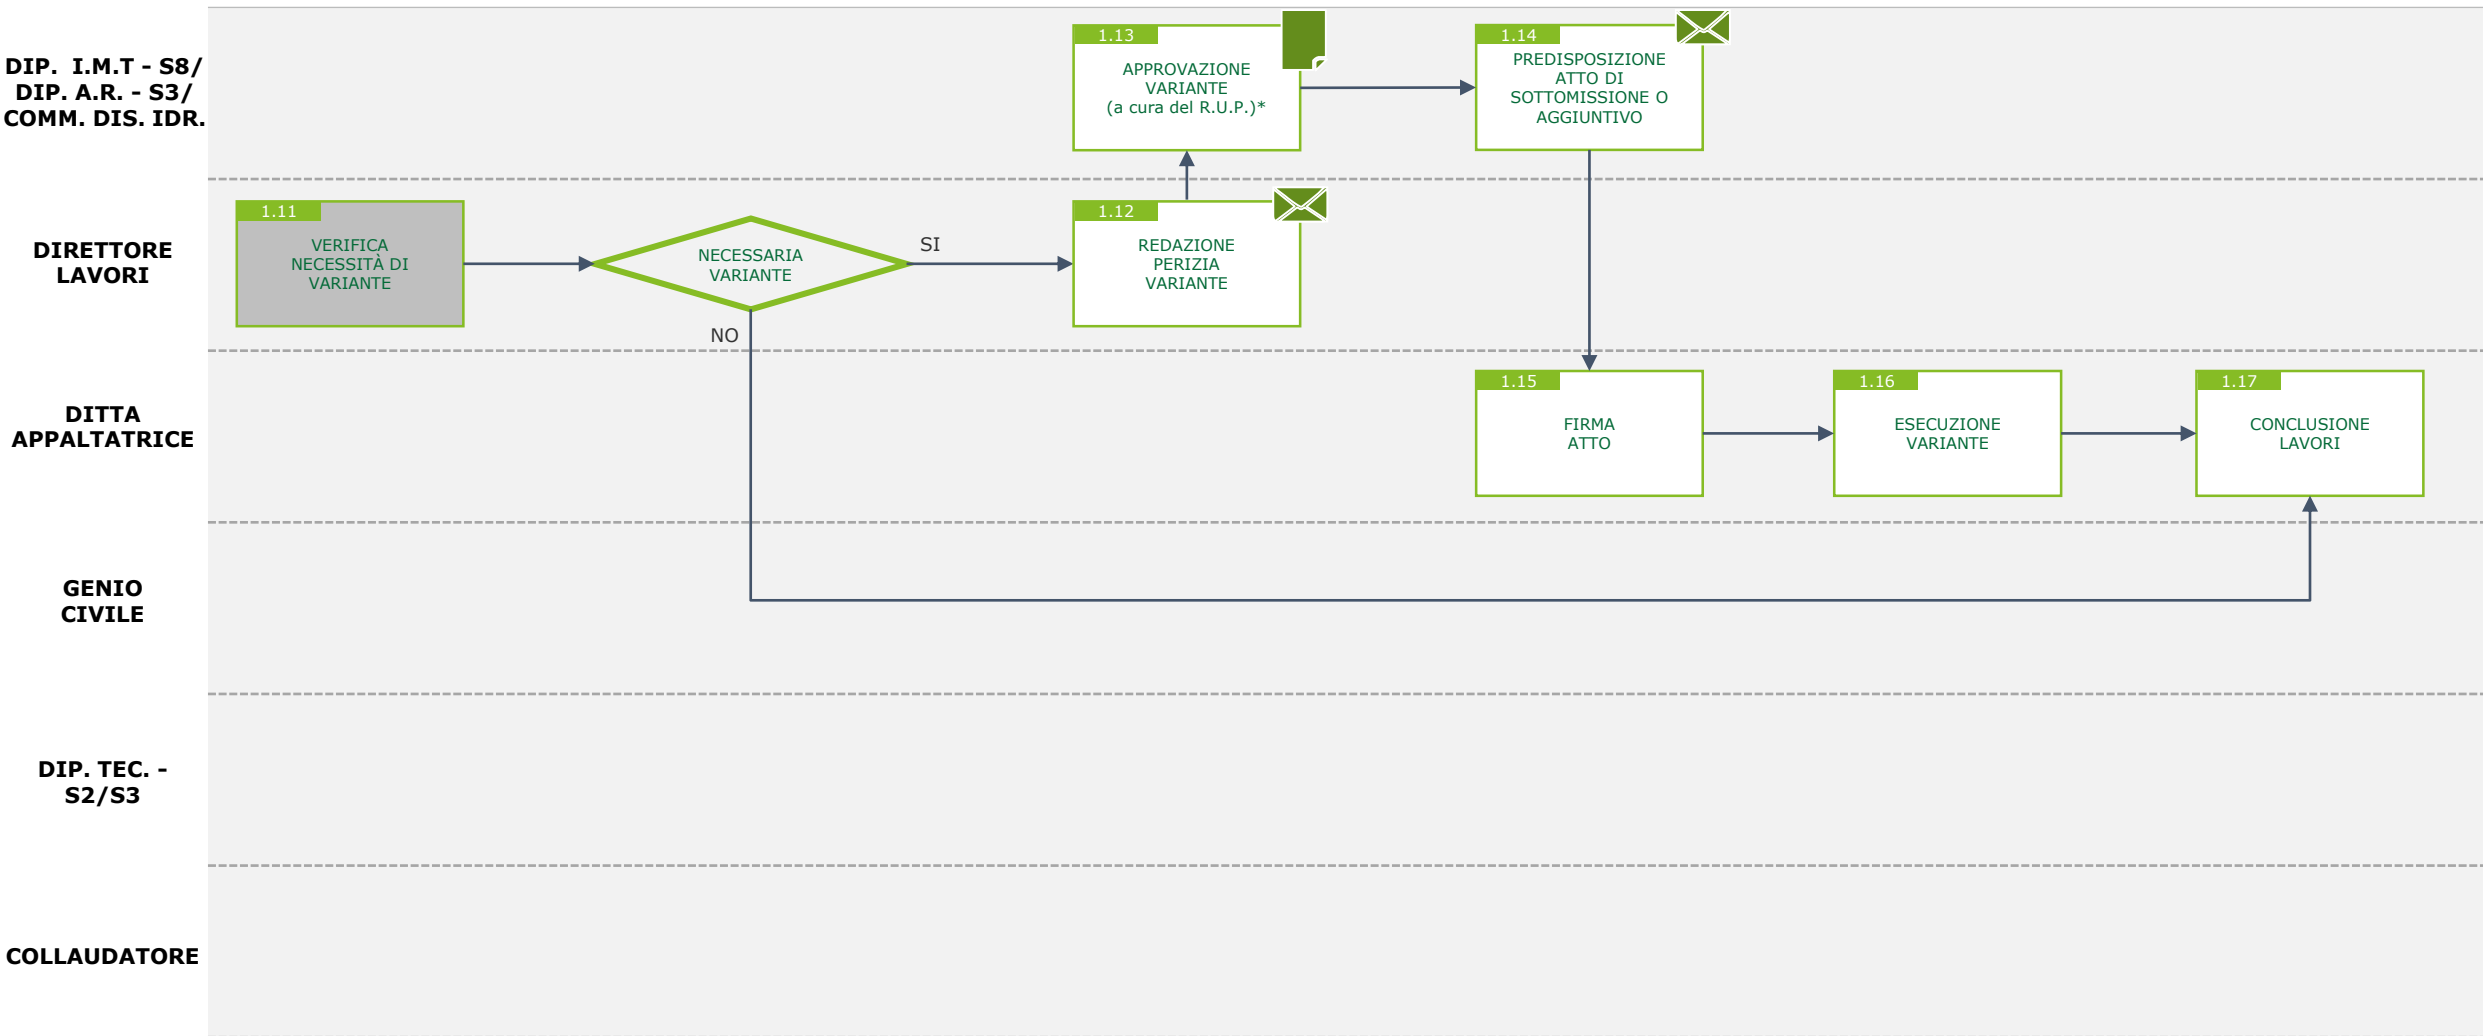 DIP. I.M.T - S8/
DIP. A.R. - S3/
COMM. DIS. IDR.
1.13
APPROVAZIONE
VARIANTE
(a cura del R.U.P.)*
1.14
PREDISPOSIZIONE
ATTO DI
SOTTOMISSIONE O
AGGIUNTIVO
DIRETTORE
LAVORI
1.11
VERIFICA
NECESSITÀ DI
VARIANTE
NECESSARIA
VARIANTE
SI
NO
1.12
REDAZIONE
PERIZIA
VARIANTE
DITTA
APPALTATRICE
1.15
FIRMA
ATTO
1.16
ESECUZIONE
VARIANTE
1.17
CONCLUSIONE
LAVORI
GENIO
CIVILE
DIP. TEC. -
S2/S3
COLLAUDATORE